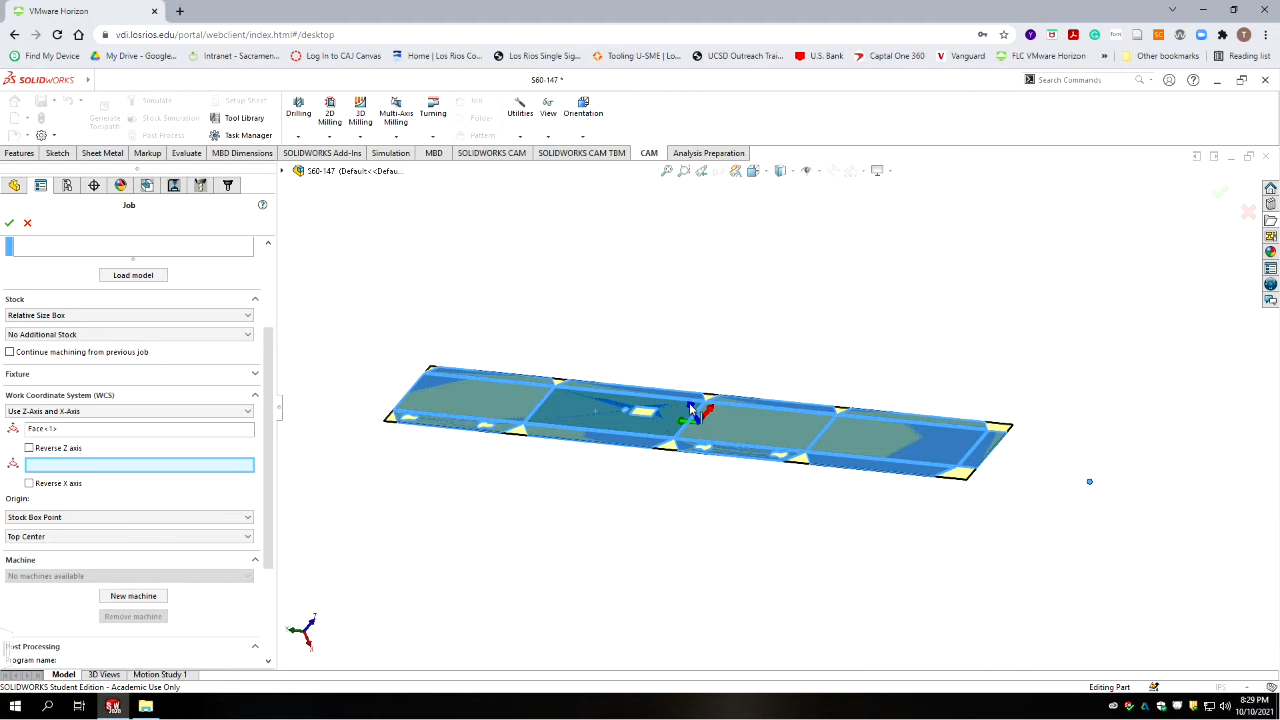 VMware Horizon
vdi.losrios.edu/portal/webclient/index.html#/desktop
Find My Device
My Drive - Google...
Intranet - Sacramen...
Log In to CAJ Canvas
Home | Los Rios Co...
Los Rios Single Sig...
Tooling U-SME | Ho...
UCSD Outreach Trai...
U.S. Bank
Captal One 360
Vanguard
FLC VMware Horizon
Other bookmarks
Reading list
SOLIDWORKS
S60-147 *
Search Commands
Generate Toolpath
Simulate
Stock Simulation
Post Process
Setup Sheet
Tool Library
Task Manager
Drilling
2D Milling
3D Milling
Multi-Axis Milling
Turning
Job
Folder
Pattern
Utilities
View
Orientation
Features
Sketch
Sheet Metal
Markup
Evaluate
MBD Dimensions
SOLIDWORKS Add-Ins
Simulation
MBD
SOLIDWORKS CAM
SOLIDWORKS CAM TBM
CAM
Analysis Preparation
S60-147 (Default<<Defau...
Job
Load model
Stock
Relative Size Box
No Additional Stock
Continue machining from previous job
Fixture
Work Coordinate System (WCS)
Use Z-Axis and X-Axis
Face<1>
Reverse Z axis
Reverse X axis
Origin:
Stock Box Point
Top Center
Machine
No machines available
New machine
Remove machine
ost Processing
Program name:
Model
3D Views
Motion Study 1
SOLIDWORKS Student Edition - Academic Use Only
Editing Part
IPS
8:29 PM
10/10/2021